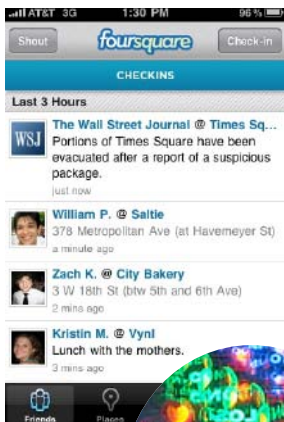 AT&T 3G 1:30 PM 96%
Shout foursquare Check-in
CHECKINS
Last 3 Hours
WSJ
The Wall Street Journal @ Times Sq...
Portions of Times Square have been
evacuated after a report of a suspicious
package.
just now
William P. @ Saltie
378 Metropolitan Ave (at Havemeyer St)
a minute ago
Zach K. @ City Bakery
3 W 18th St (btw 5th and 6th Ave)
2 mins ago
Kristin M. @ Vynl
Lunch with the mothers.
3 mins ago
Friends Places